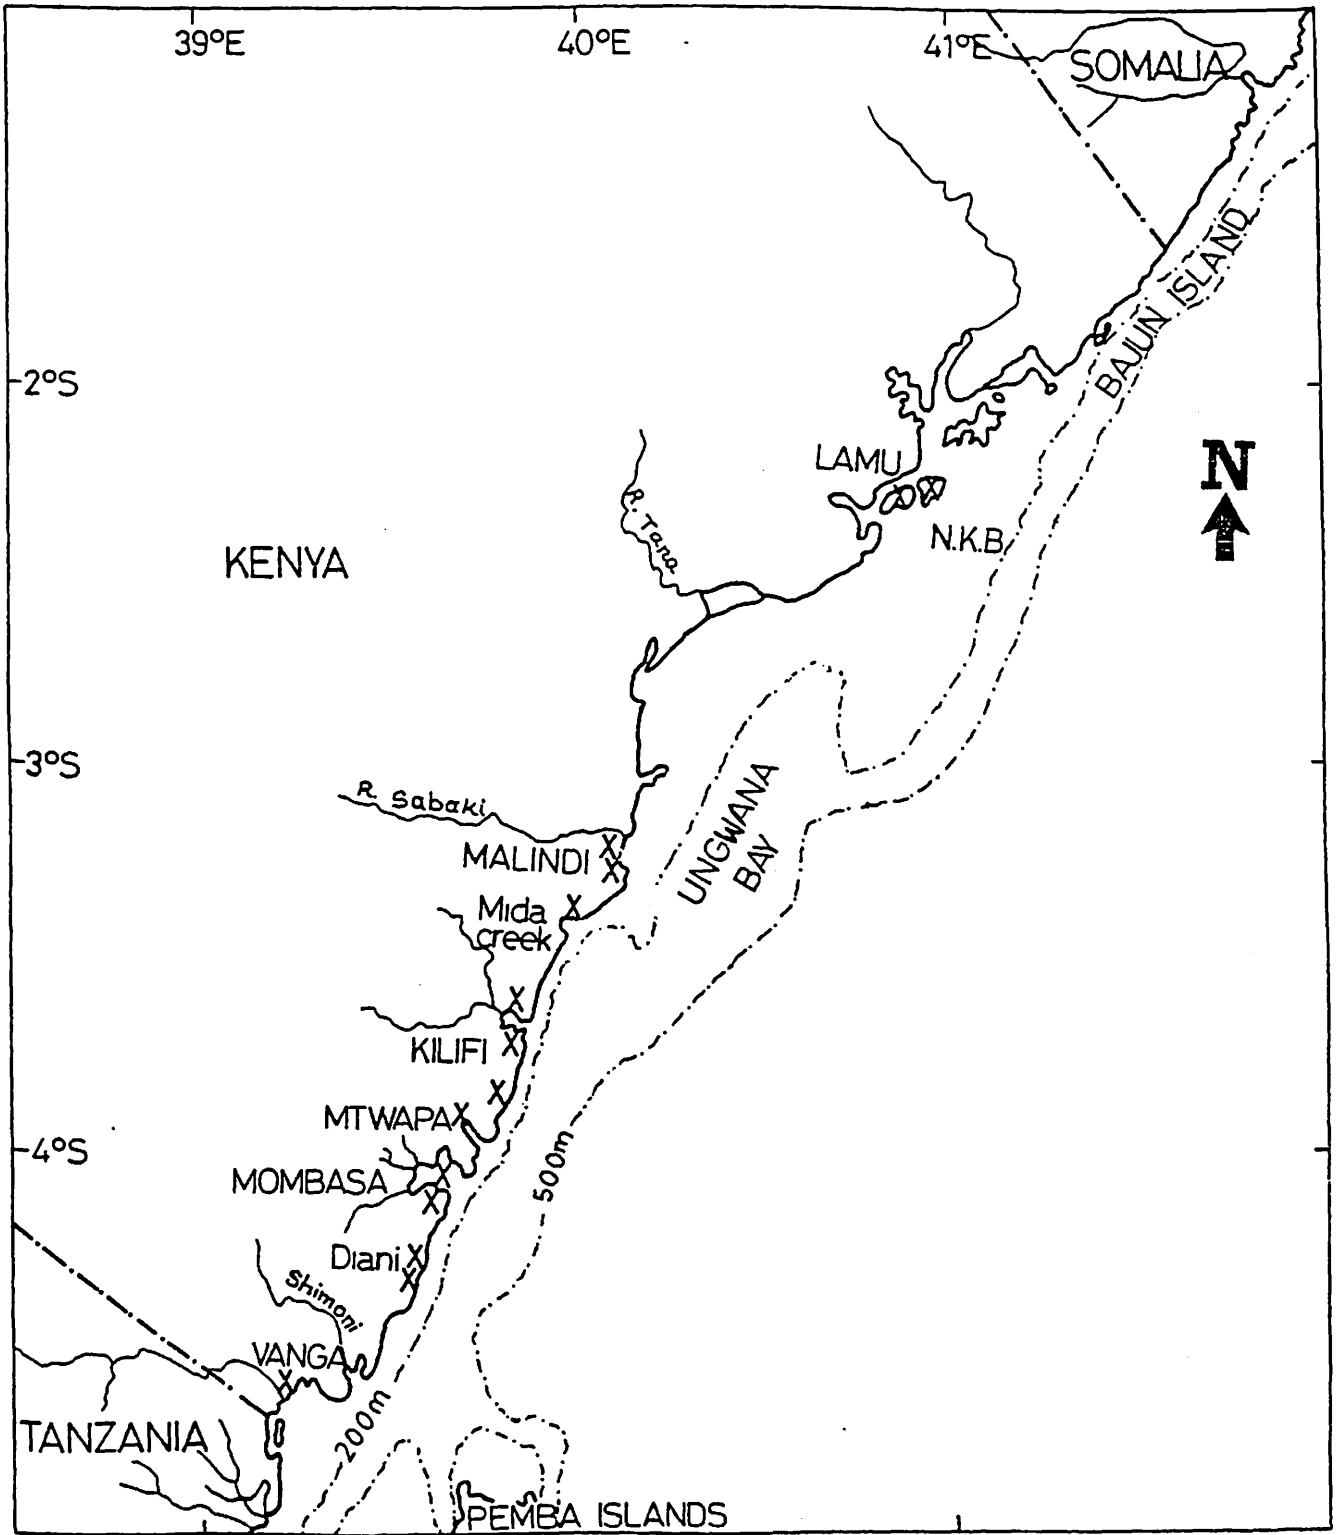 39°E
40°E
41°E
SOMALIA
BAJUN ISLAND
2°S
LAMU
N
R. Tana
N.K.B.
KENYA
3°S
R. Sabaki
UNGWANA
BAY
MALINDI
Mida
creek
KILIFI
MTWAPA
4°S
500m
MOMBASA
Diani
Shimoni
VANGA
200m
TANZANIA
PEMBA ISLANDS